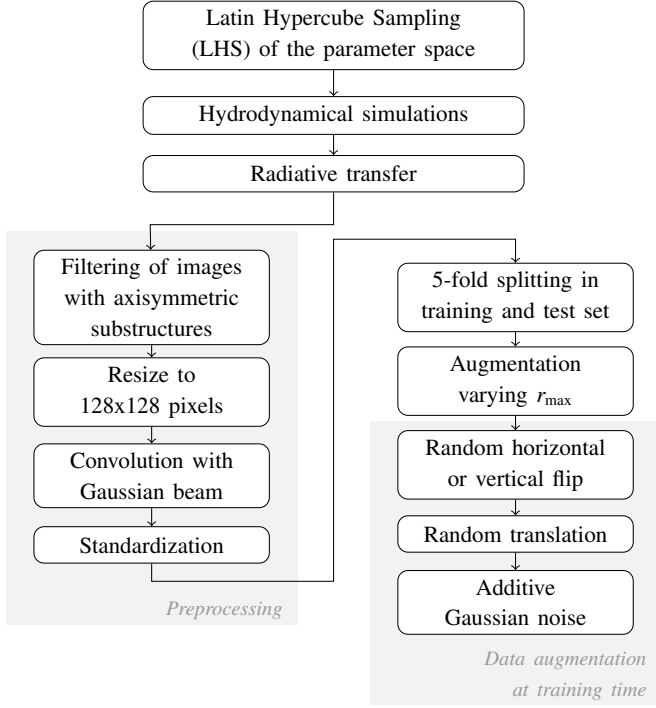 Latin Hypercube Sampling
(LHS) of the parameter space
Hydrodynamical simulations
Radiative transfer
Filtering of images
with axisymmetric
substructures
Resize to
128x128 pixels
Convolution with
Gaussian beam
Standardization
Preprocessing
5-fold splitting in
training and test set
Augmentation
varying r_max
Random horizontal
or vertical flip
Random translation
Additive
Gaussian noise
Data augmentation
at training time